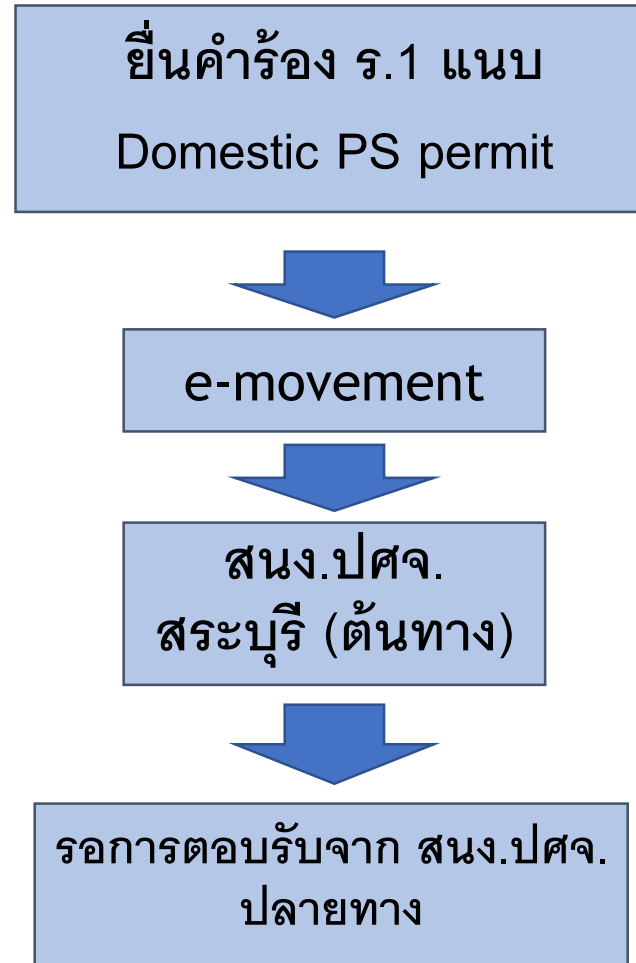 ยื่นคำร้อง ร.1 แนบ
Domestic PS permit
e-movement
สนง.ปศจ.
สระบุรี (ต้นทาง)
รอการตอบรับจาก สนง.ปศจ.
ปลายทาง